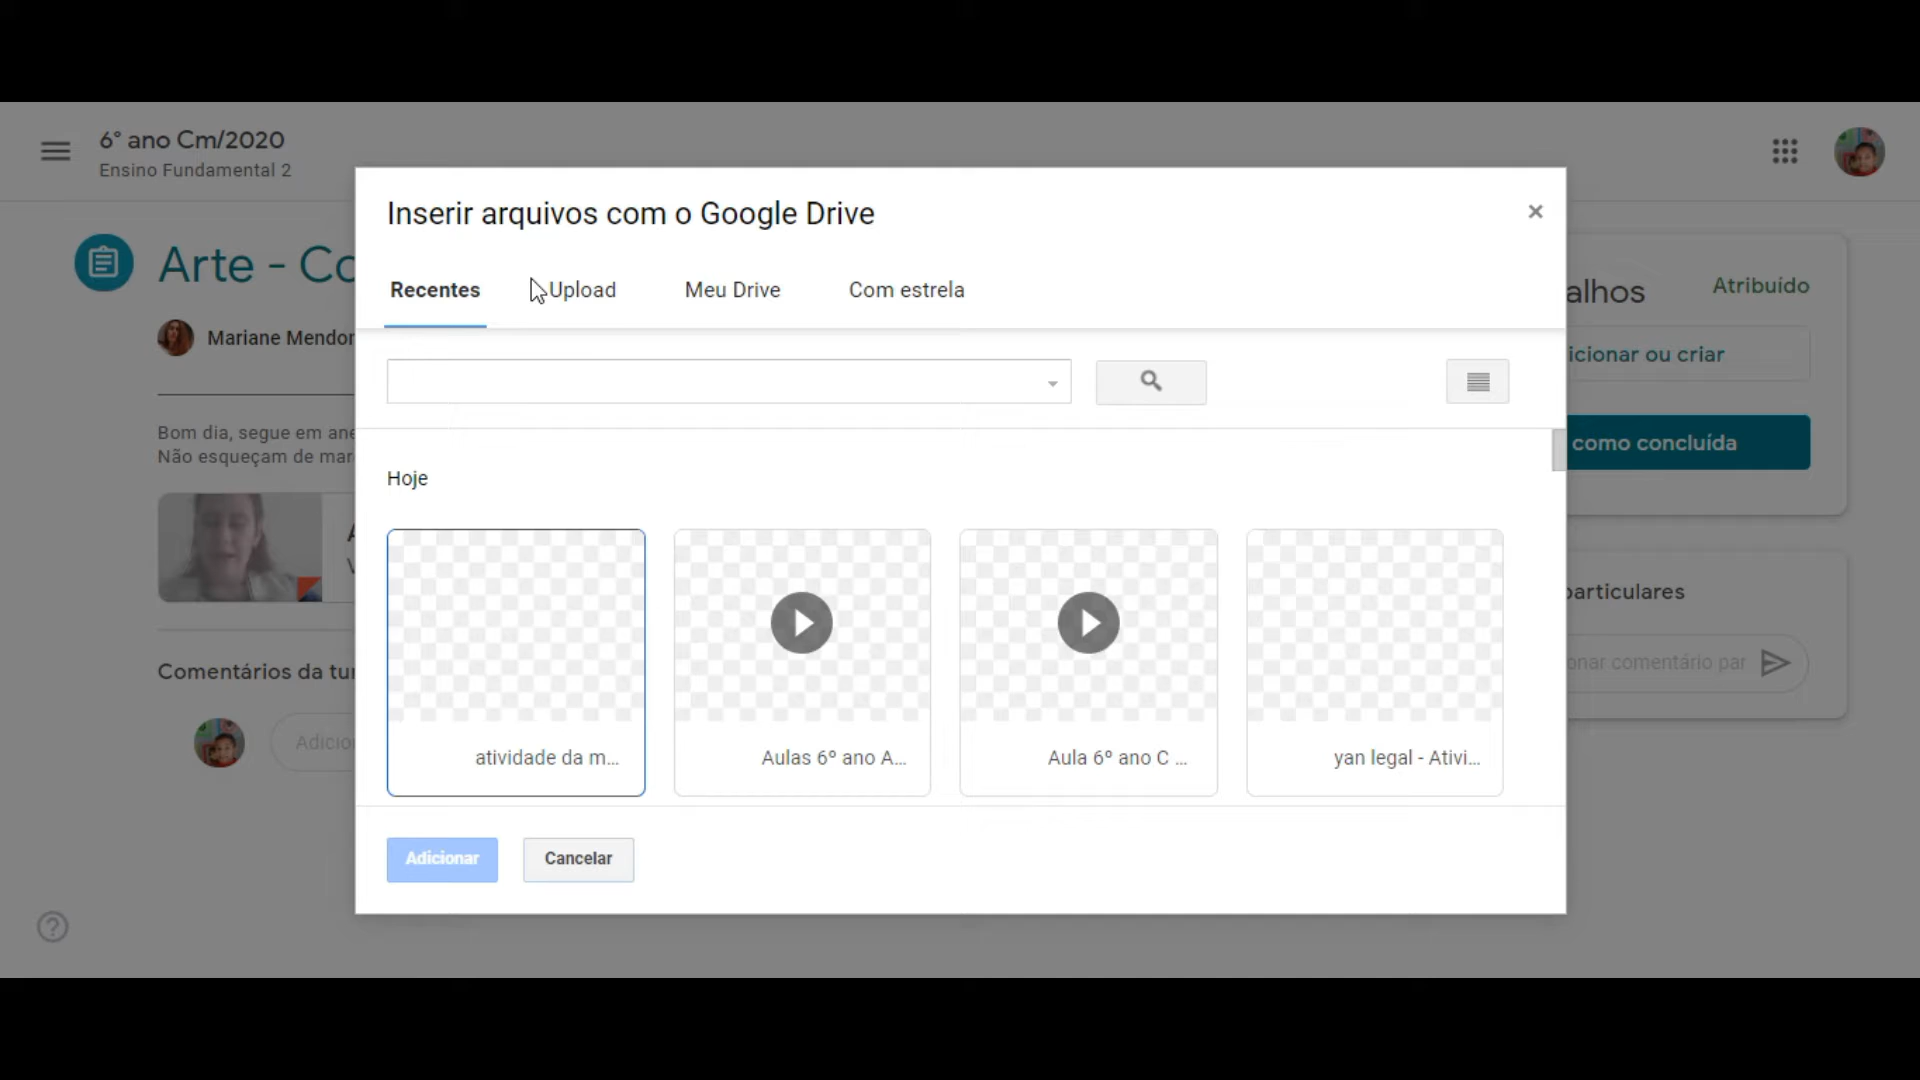 6° ano Cm/2020
Ensino Fundamental 2
Inserir arquivos com o Google Drive
×
Arte - Co
Recentes
Upload
Meu Drive
Com estrela
alhos
Atribuído
Mariane Mendon
icionar ou criar
Bom dia, segue em ane
Não esqueçam de mar
como concluída
Hoje
particulares
Comentários da tur
onar comentário par
Adicio
atividade da m...
Aulas 6º ano A...
Aula 6º ano C ...
yan legal - Ativi...
Adicionar
Cancelar
?